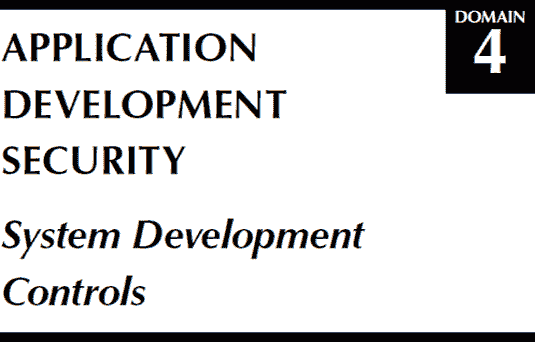 DOMAIN
4
APPLICATION
DEVELOPMENT
SECURITY
System Development
Controls